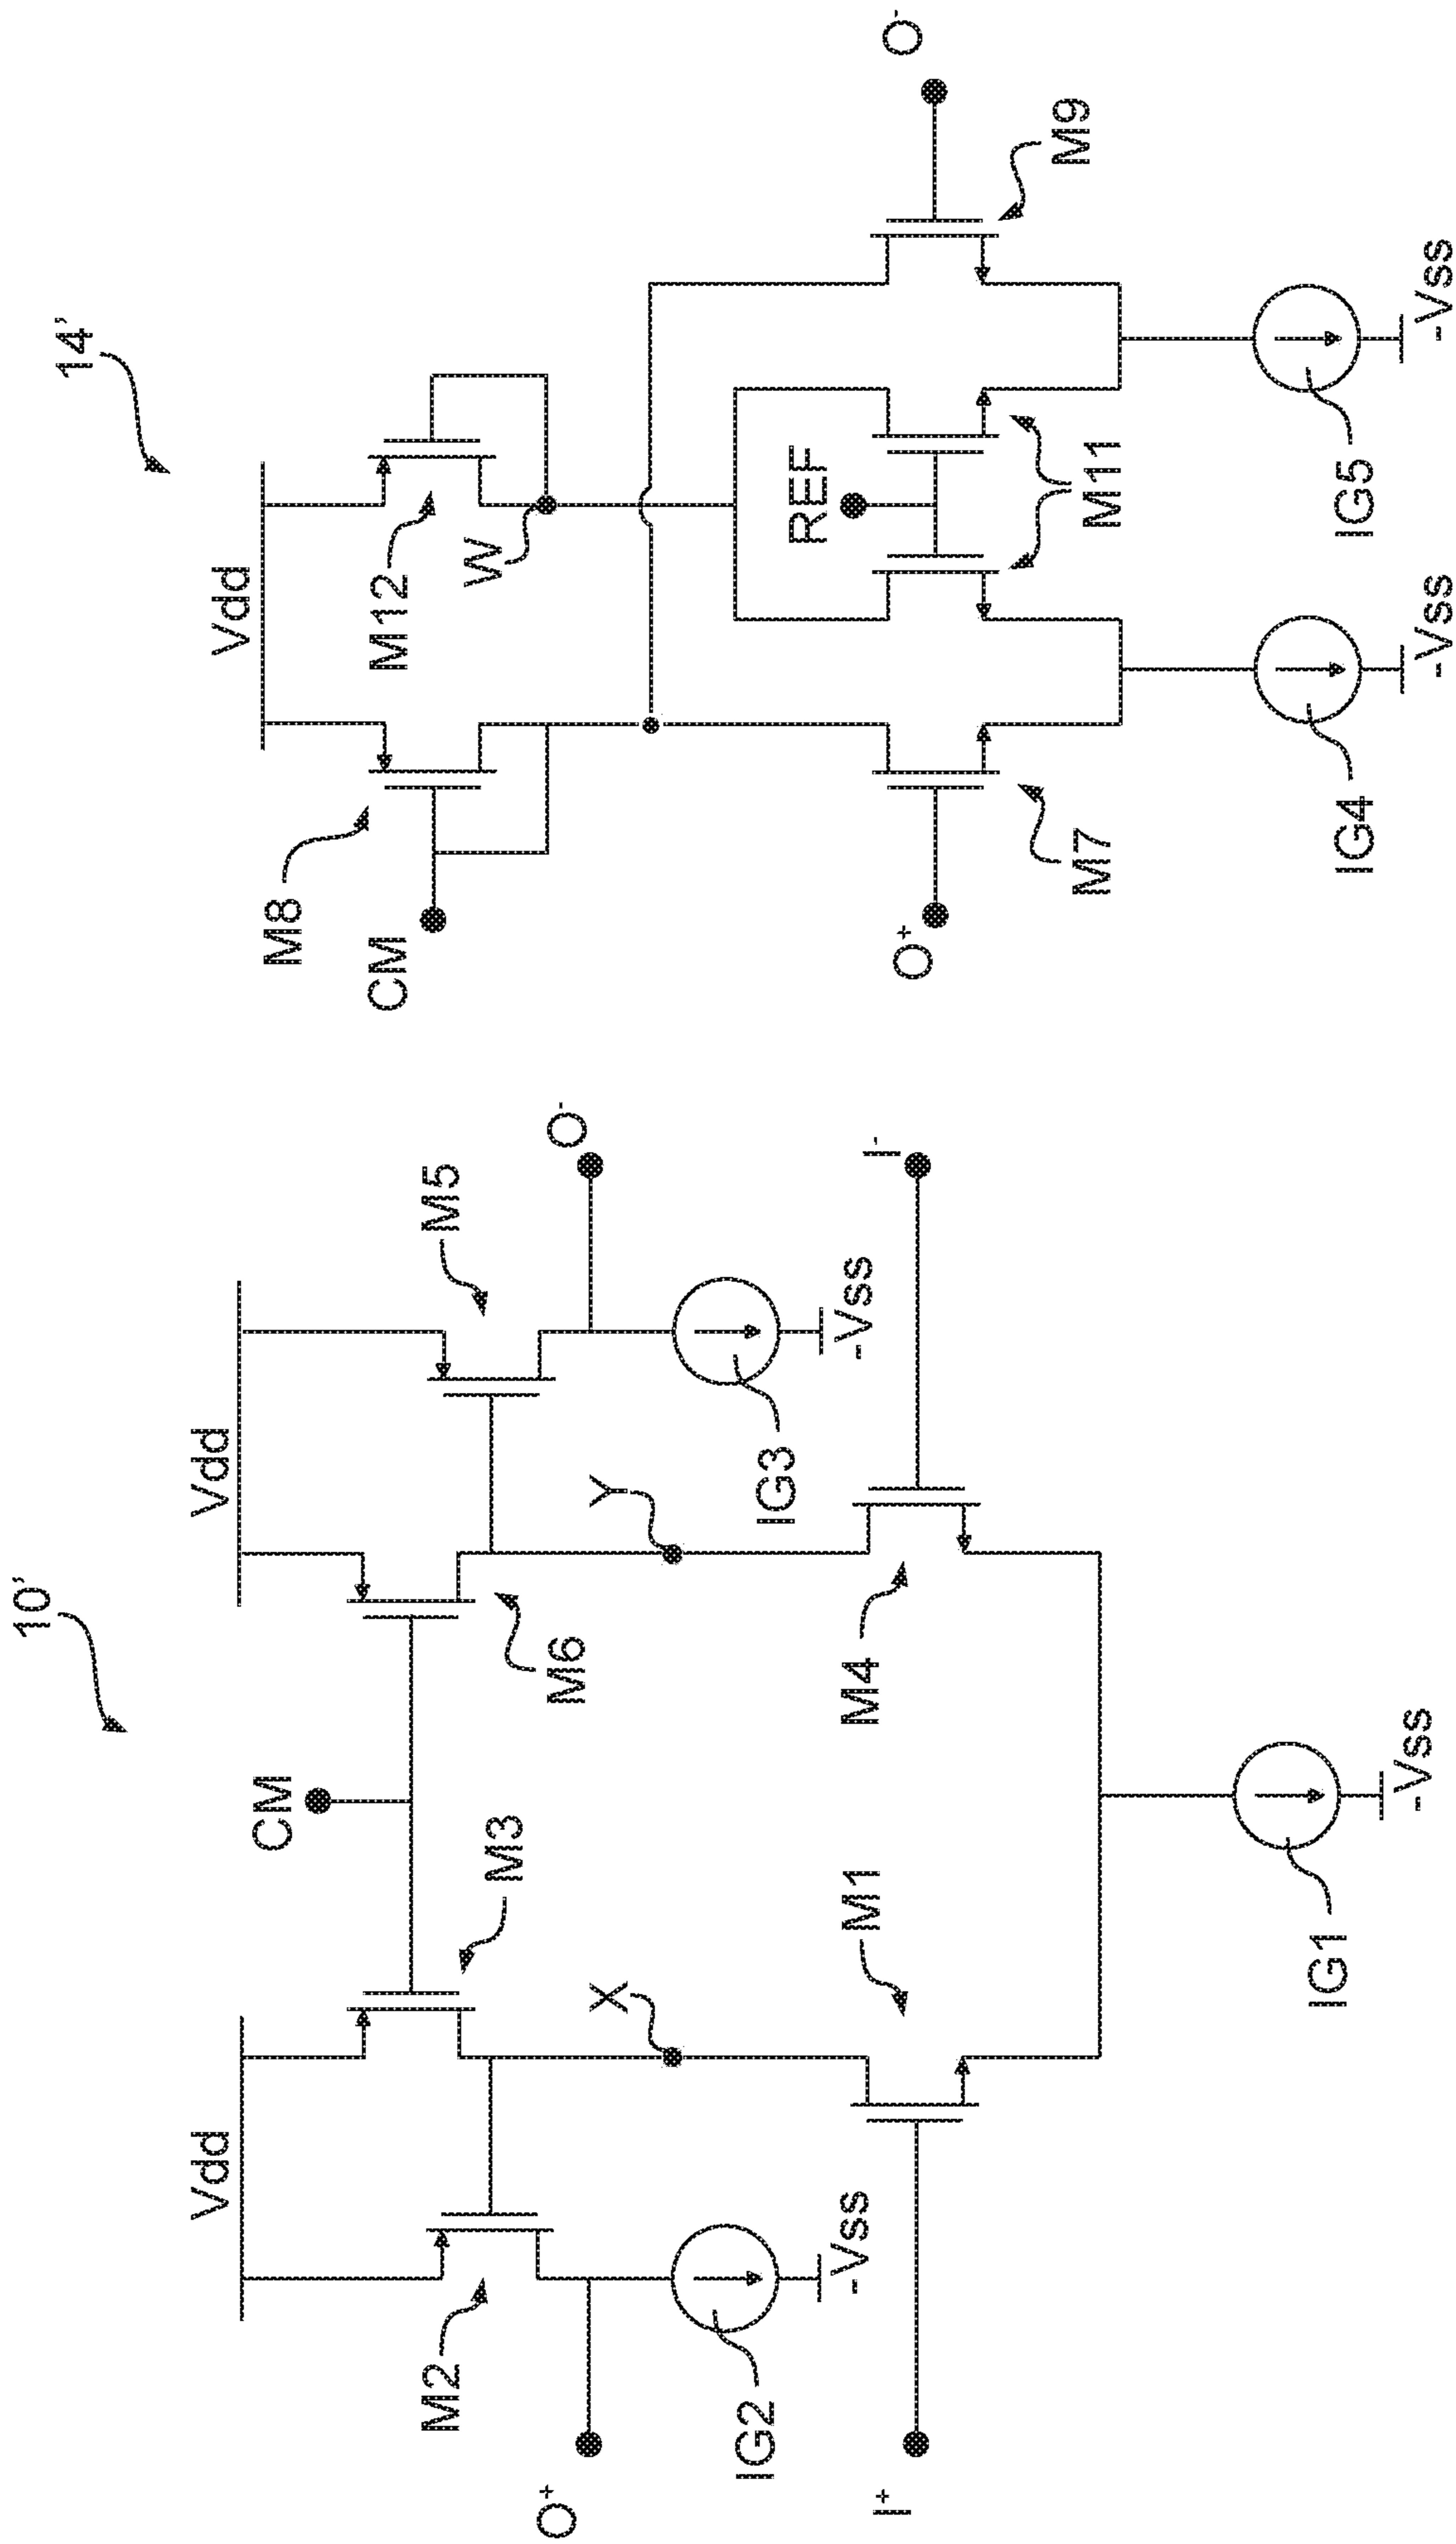 10'
Vdd
Vdd
CM
M2
M3
M6
M5
O⁺
X
Y
O⁻
IG2
-Vss
IG3
-Vss
I⁺
M1
M4
I⁻
IG1
-Vss
14'
Vdd
M8
M12
CM
W
REF
O⁺
O⁻
M7
M11
M9
IG4
-Vss
IG5
-Vss